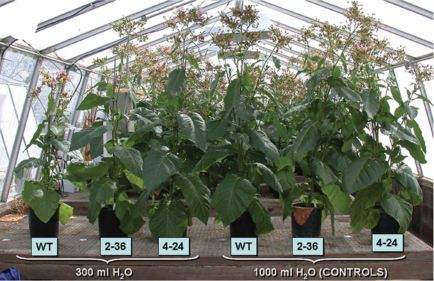 WT 2-36 4-24 WT 2-36 4-24
300 ml H₂O 1000 ml H₂O (CONTROLS)